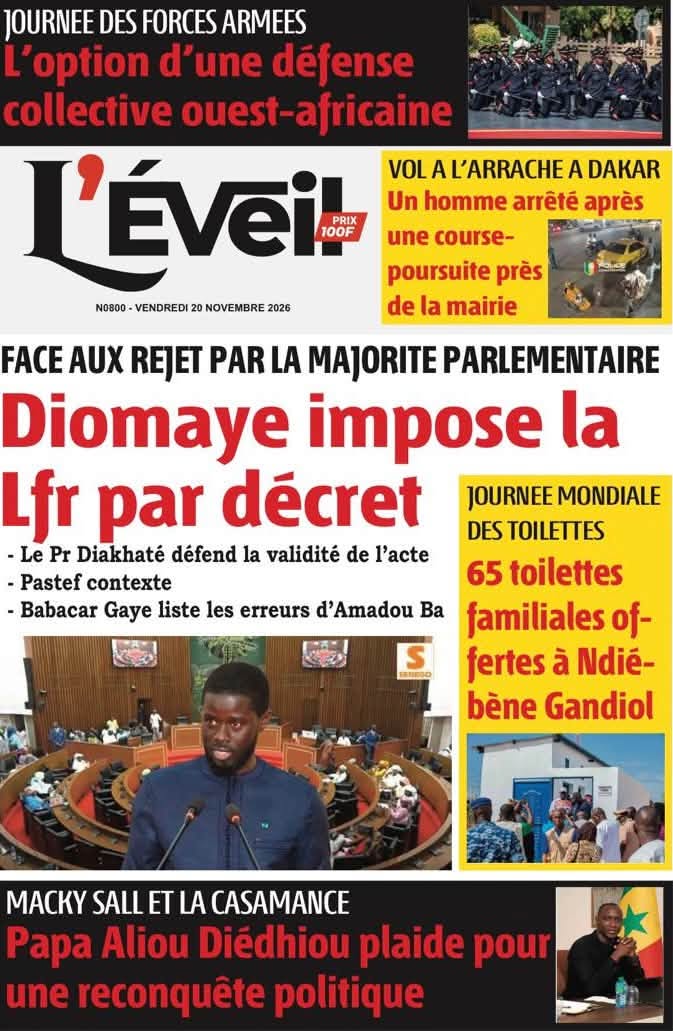 JOURNEE DES FORCES ARMEES
L'option d'une défense
collective ouest-africaine
L'Éveil
PRIX
100F
N0800 - VENDREDI 20 NOVEMBRE 2026
VOL A L'ARRACHE A DAKAR
Un homme arrêté après
une course-
poursuite près
de la mairie
POLICE
FACE AUX REJET PAR LA MAJORITE PARLEMENTAIRE
Diomaye impose la
Lfr par décret
- Le Pr Diakhaté défend la validité de l'acte
- Pastef contexte
- Babacar Gaye liste les erreurs d'Amadou Ba
S
SENEGO
JOURNEE MONDIALE
DES TOILETTES
65 toilettes
familiales of-
fertes à Ndié-
bène Gandiol
MACKY SALL ET LA CASAMANCE
Papa Aliou Diédhiou plaide pour
une reconquête politique